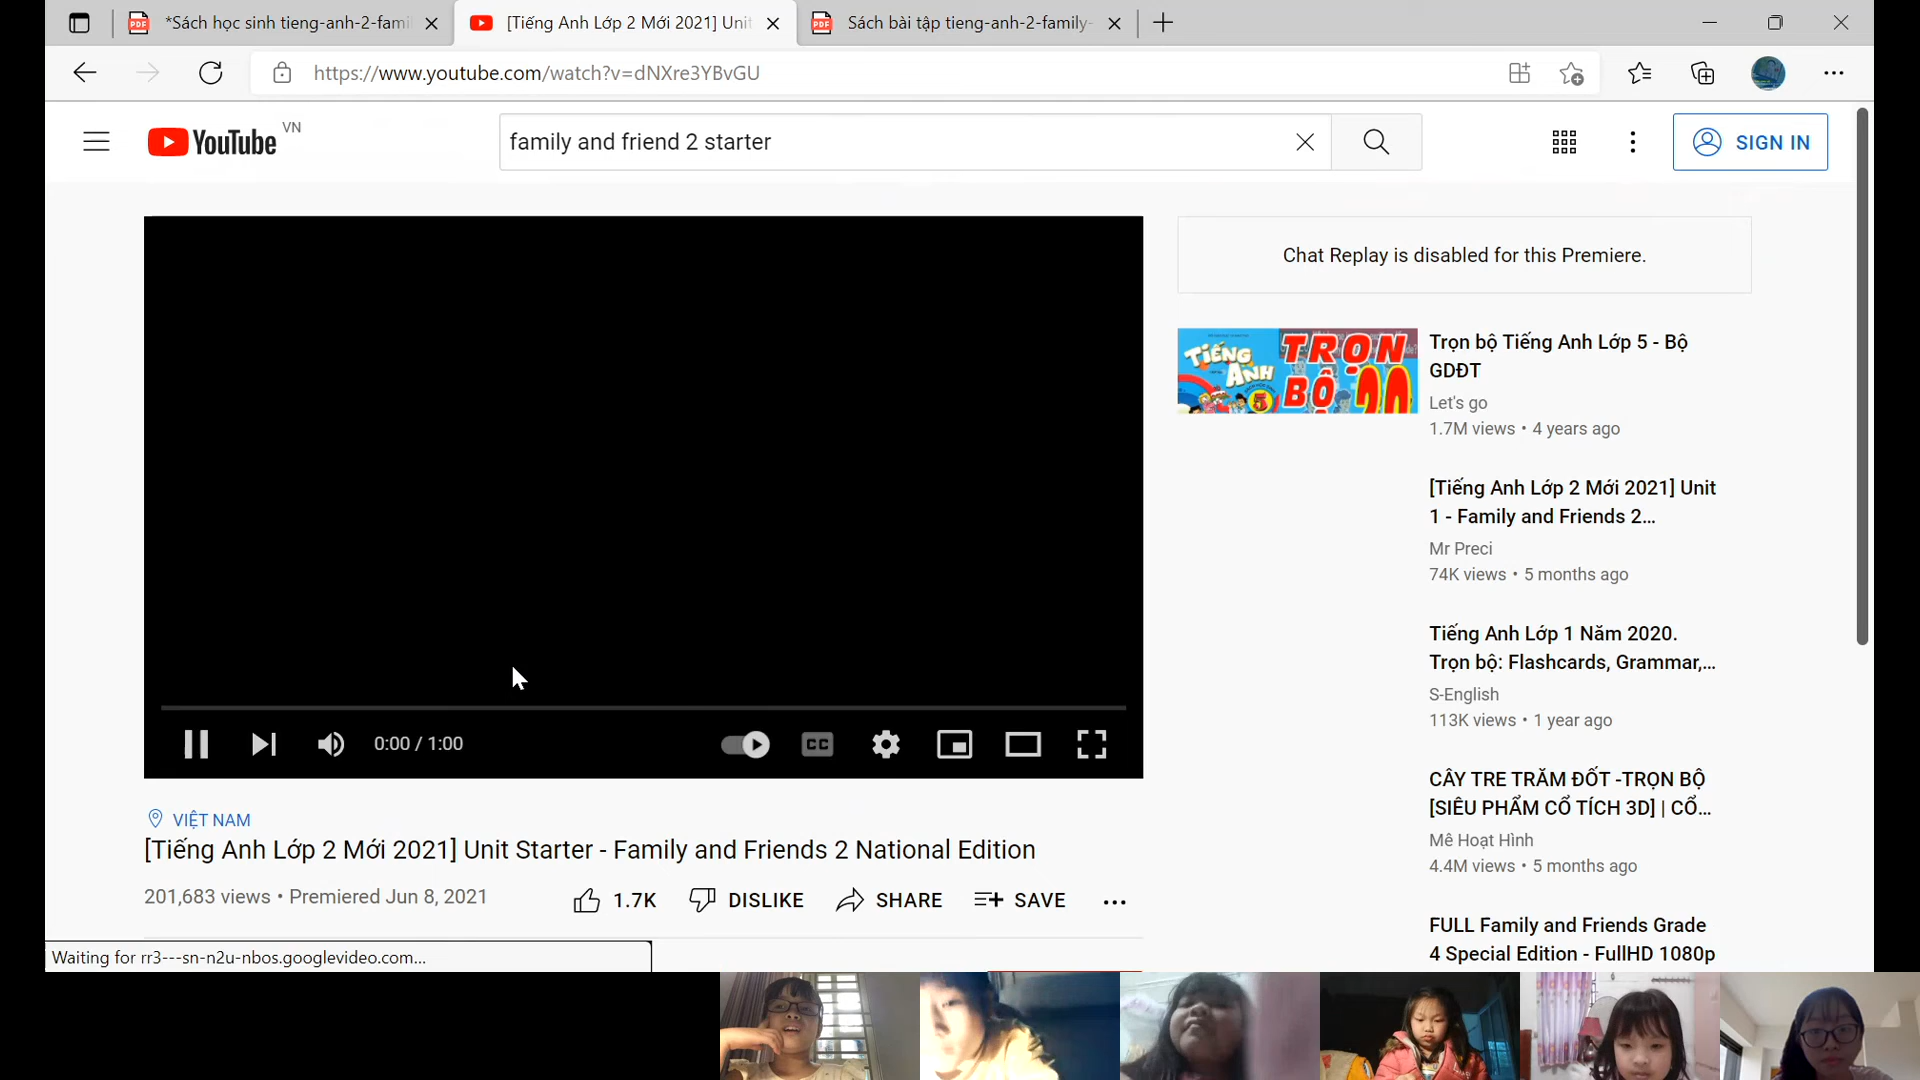 *Sách học sinh tieng-anh-2-fami
[Tiếng Anh Lớp 2 Mới 2021] Unit
Sách bài tập tieng-anh-2-family-
https://www.youtube.com/watch?v=dNXre3YBvGU
YouTube VN
family and friend 2 starter
SIGN IN
Chat Replay is disabled for this Premiere.
TIẾNG ANH 5
TRỌN BỘ 20
Trọn bộ Tiếng Anh Lớp 5 - Bộ
GDĐT
Let's go
1.7M views • 4 years ago
[Tiếng Anh Lớp 2 Mới 2021] Unit
1 - Family and Friends 2...
Mr Preci
74K views • 5 months ago
Tiếng Anh Lớp 1 Năm 2020.
Trọn bộ: Flashcards, Grammar,...
S-English
113K views • 1 year ago
CÂY TRE TRĂM ĐỐT -TRỌN BỘ
[SIÊU PHẨM CỔ TÍCH 3D] | CỔ...
Mê Hoạt Hình
4.4M views • 5 months ago
FULL Family and Friends Grade
4 Special Edition - FullHD 1080p
0:00 / 1:00
CC
VIỆT NAM
[Tiếng Anh Lớp 2 Mới 2021] Unit Starter - Family and Friends 2 National Edition
201,683 views • Premiered Jun 8, 2021
1.7K
DISLIKE
SHARE
SAVE
Waiting for rr3---sn-n2u-nbos.googlevideo.com...